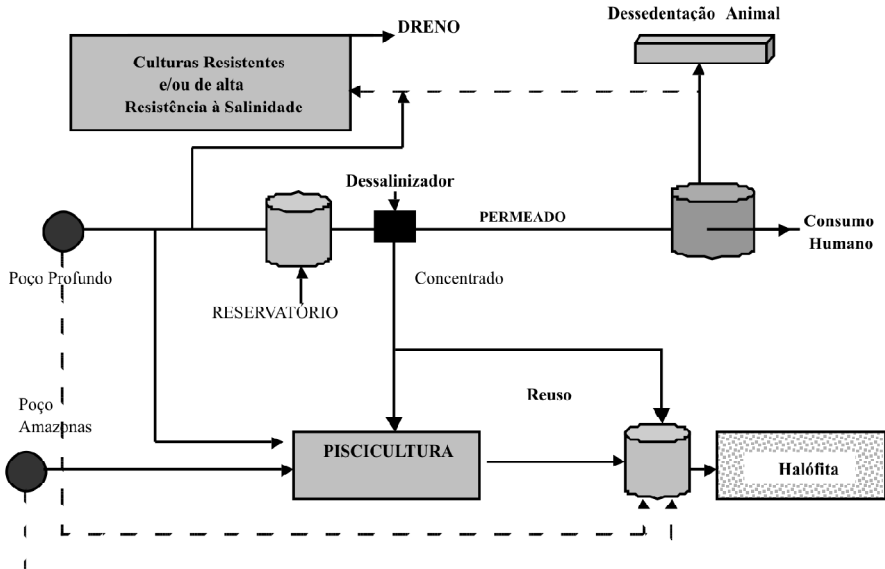 Dessedentação Animal
DRENO
Culturas Resistentes
e/ou de alta
Resistência à Salinidade
Dessalinizador
PERMEADO
Consumo
Humano
Poço Profundo
Concentrado
RESERVATÓRIO
Reuso
Poço
Amazonas
PISCICULTURA
Halófita